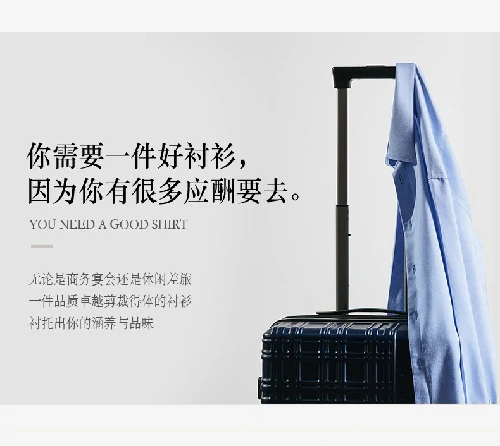 你需要一件好衬衫，
因为你有很多应酬要去。
YOU NEED A GOOD SHIRT
无论是商务宴会还是休闲差旅
一件品质卓越剪裁得体的衬衫
衬托出你的涵养与品味